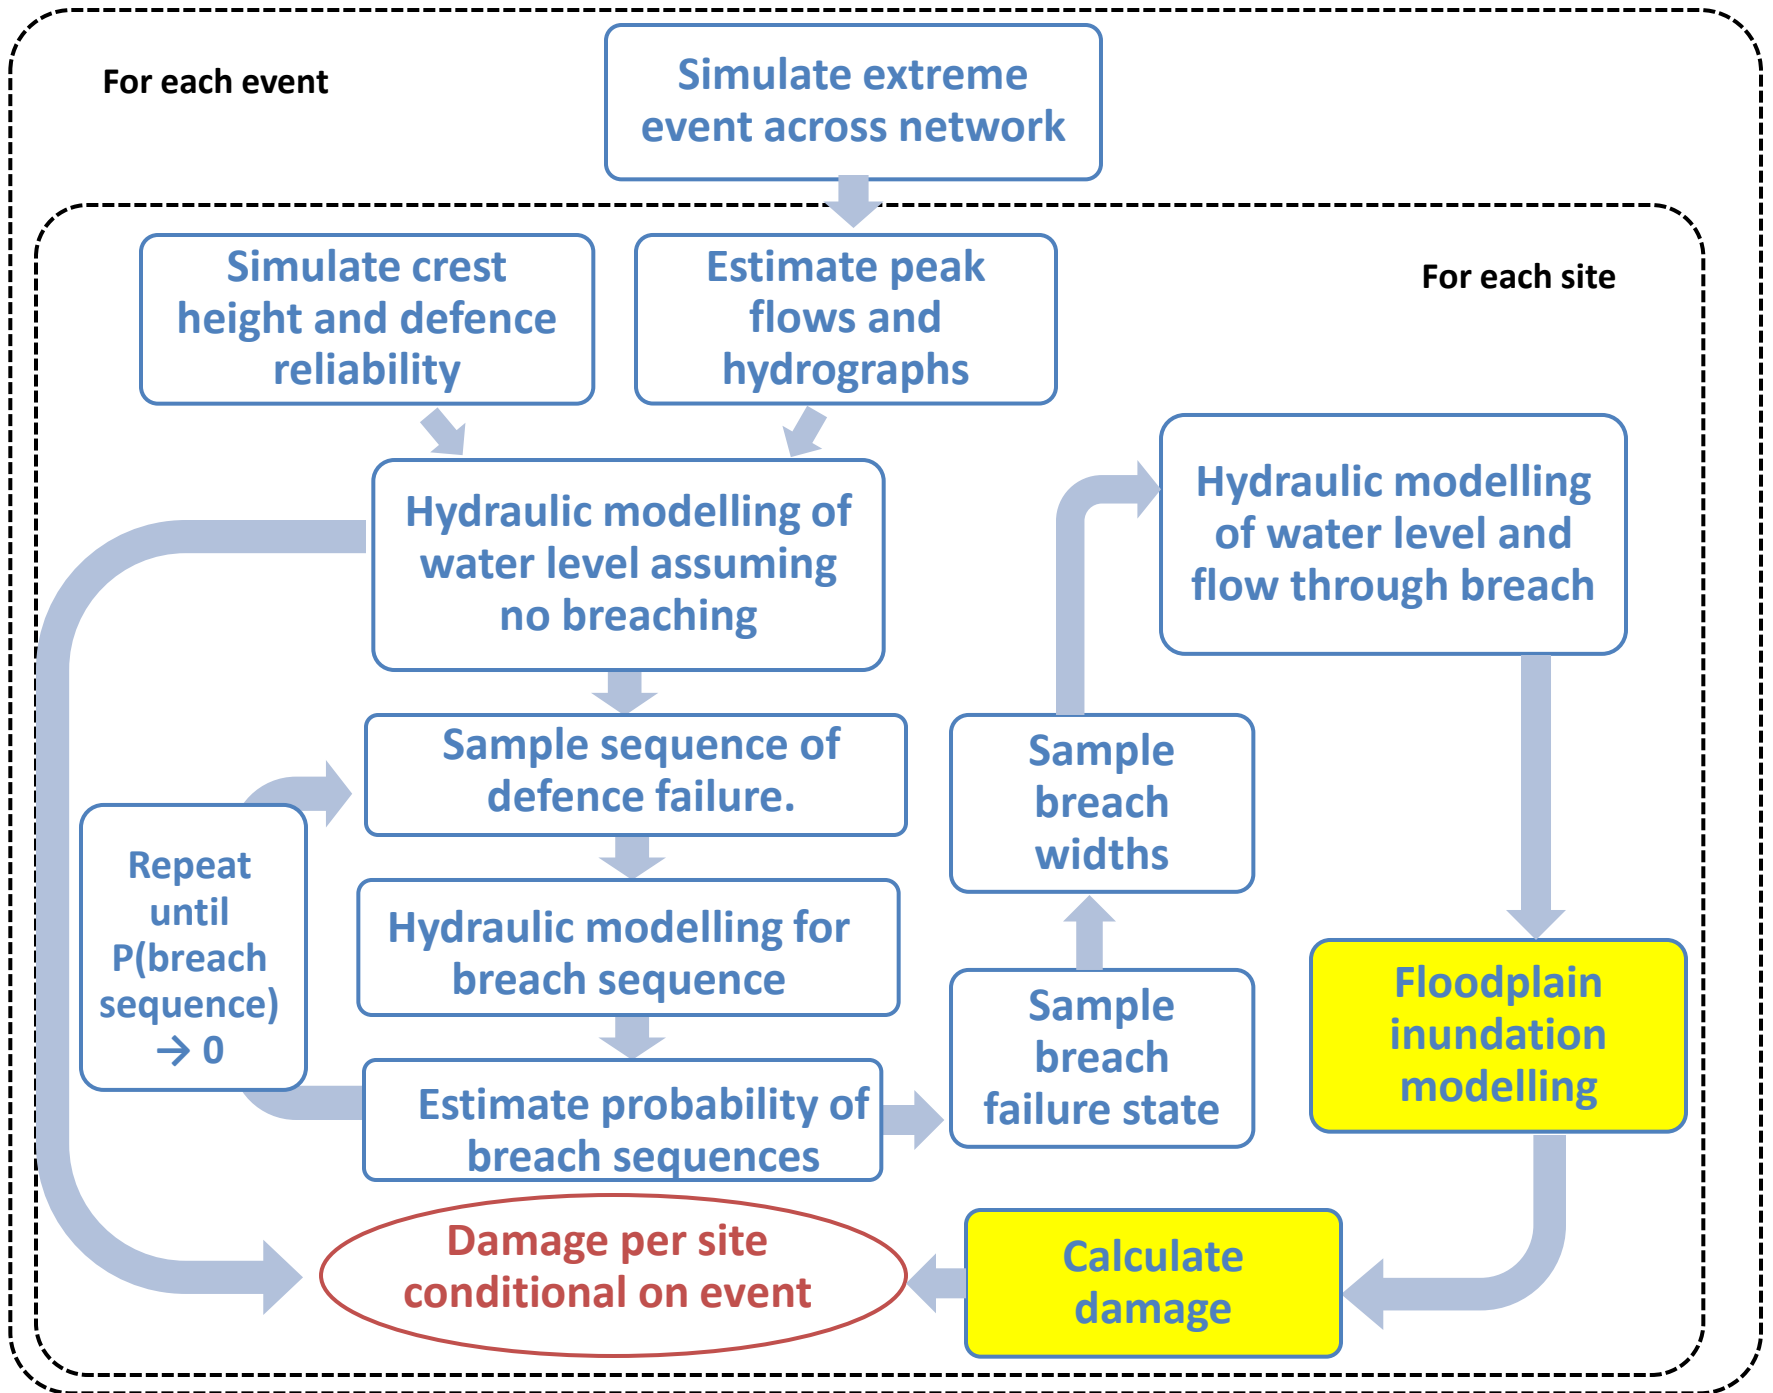 For each event
Simulate extreme
event across network
Simulate crest
height and defence
reliability
Estimate peak
flows and
hydrographs
For each site
Hydraulic modelling of
water level assuming
no breaching
Hydraulic modelling
of water level and
flow through breach
Sample sequence of
defence failure.
Sample
breach
widths
Repeat
until
P(breach
sequence)
→ 0
Hydraulic modelling for
breach sequence
Sample
breach
failure state
Floodplain
inundation
modelling
Estimate probability of
breach sequences
Damage per site
conditional on event
Calculate
damage